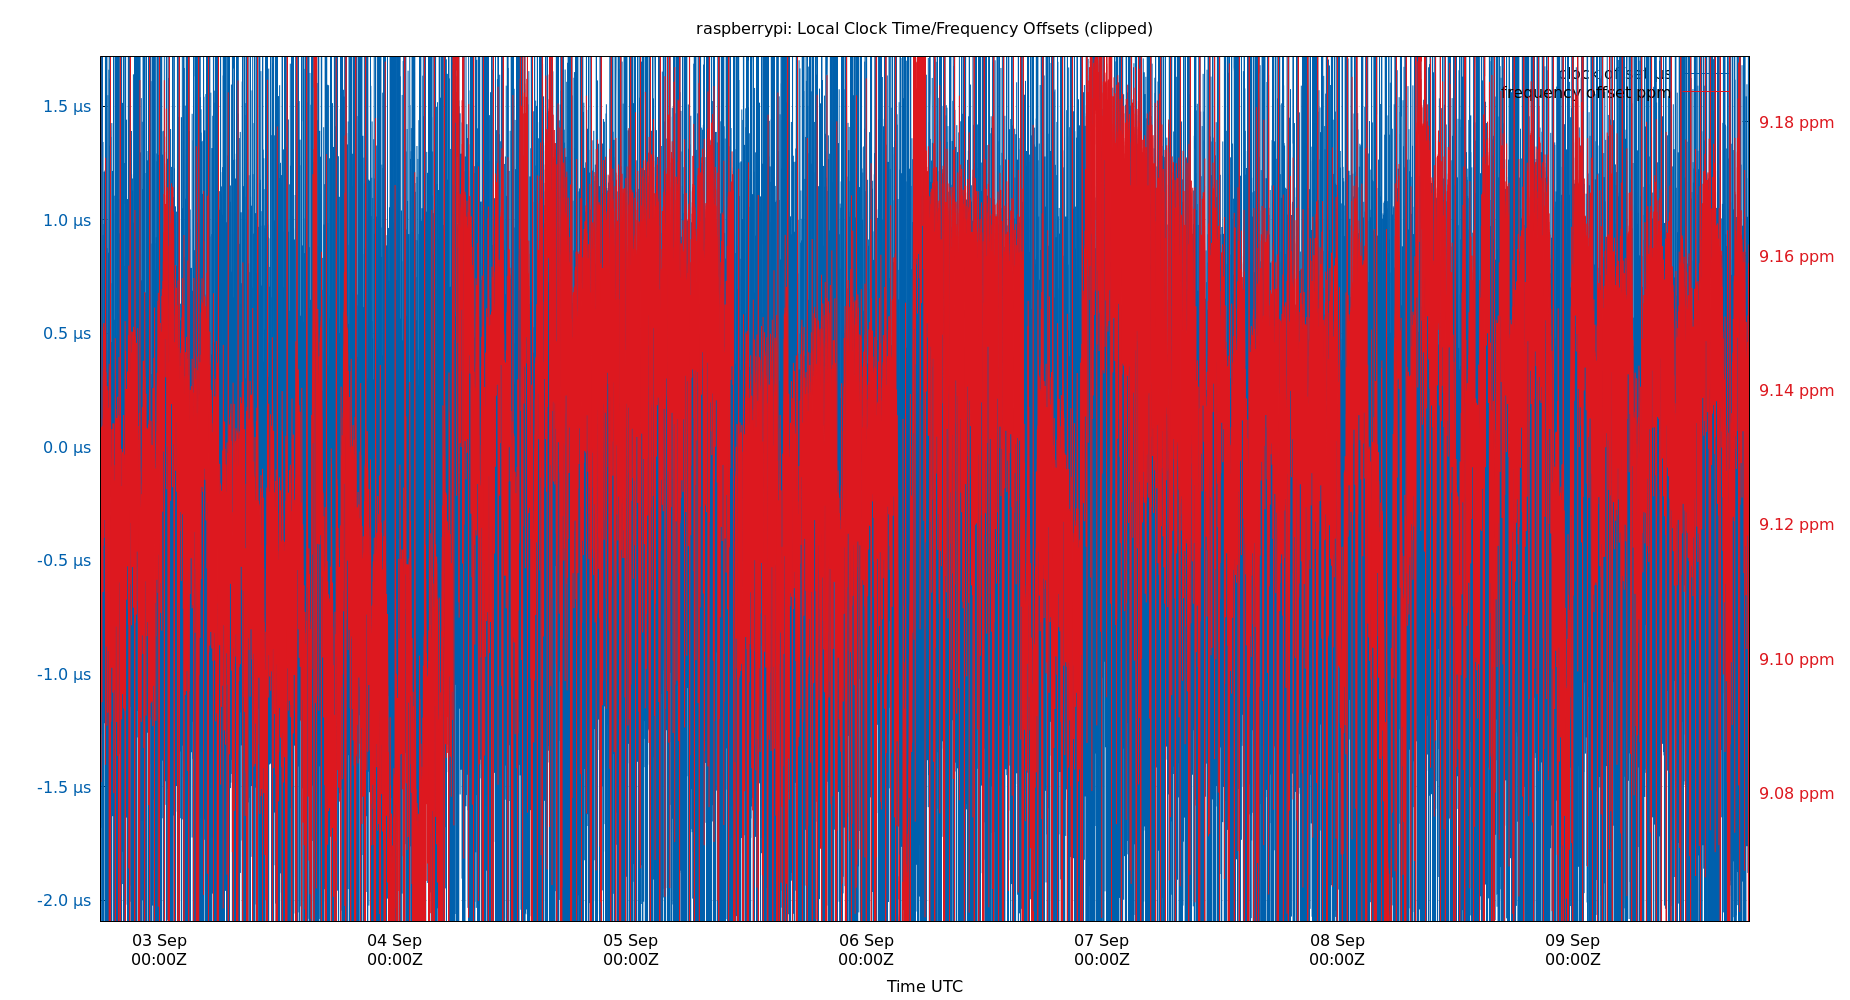 raspberrypi: Local Clock Time/Frequency Offsets (clipped)
clock offset us
frequency offset ppm
1.5 µs
1.0 µs
0.5 µs
0.0 µs
-0.5 µs
-1.0 µs
-1.5 µs
-2.0 µs
9.18 ppm
9.16 ppm
9.14 ppm
9.12 ppm
9.10 ppm
9.08 ppm
03 Sep 04 Sep 05 Sep 06 Sep 07 Sep 08 Sep 09 Sep
00:00Z 00:00Z 00:00Z 00:00Z 00:00Z 00:00Z 00:00Z
Time UTC